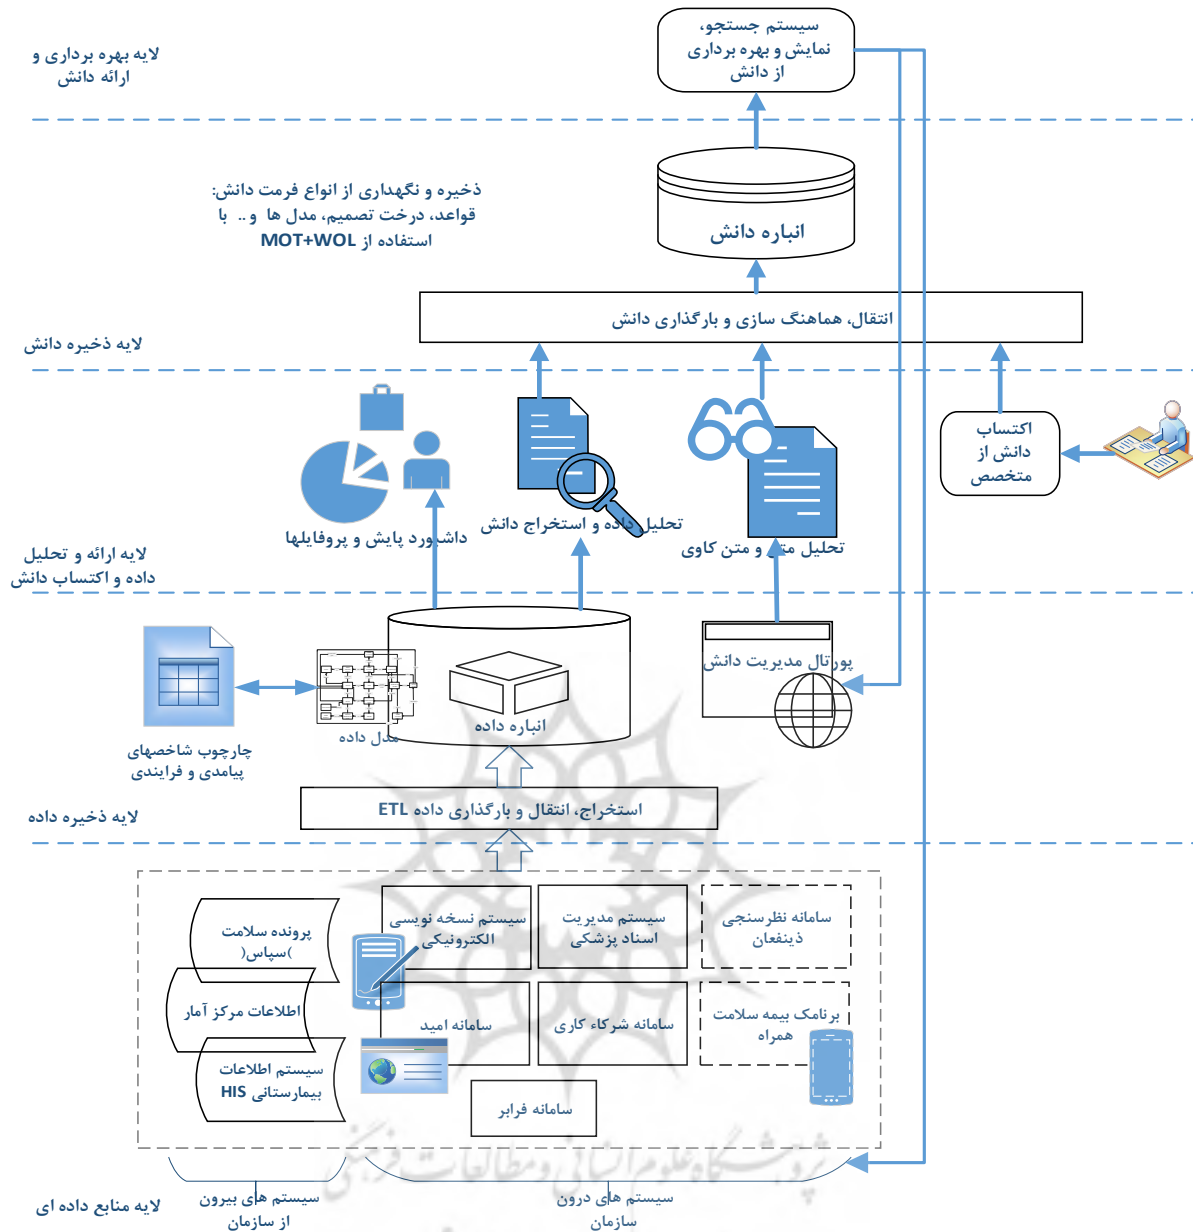 سیستم جستجو،
نمایش و بهره برداری
از دانش
لایه بهره برداری و
ارائه دانش
ذخیره و نگهداری از انواع فرمت دانش:
قواعد، درخت تصمیم، مدل ها و .. با
استفاده از MOT+WOL
انباره دانش
انتقال، هماهنگ سازی و بارگذاری دانش
لایه ذخیره دانش
اکتساب
دانش از
متخصص
تحلیل متن و متن کاوی
تحلیل داده و استخراج دانش
داشبورد پایش و پروفایلها
لایه ارائه و تحلیل
داده و اکتساب دانش
پورتال مدیریت دانش
انباره داده
مدل داده
چارچوب شاخصهای
پیامدی و فرایندی
استخراج، انتقال و بارگذاری داده ETL
لایه ذخیره داده
سامانه نظرسنجی
ذینفعان
سیستم مدیریت
اسناد پزشکی
سیستم نسخه نویسی
الکترونیکی
پرونده سلامت
)سپاس(
برنامک بیمه سلامت
همراه
سامانه شرکاء کاری
سامانه امید
اطلاعات مرکز آمار
سیستم اطلاعات
بیمارستانی HIS
سامانه فرابر
پژوهشگاه علوم انسانی و مطالعات فرهنگی
سیستم های درون
سازمان
سیستم های بیرون
از سازمان
لایه منابع داده ای